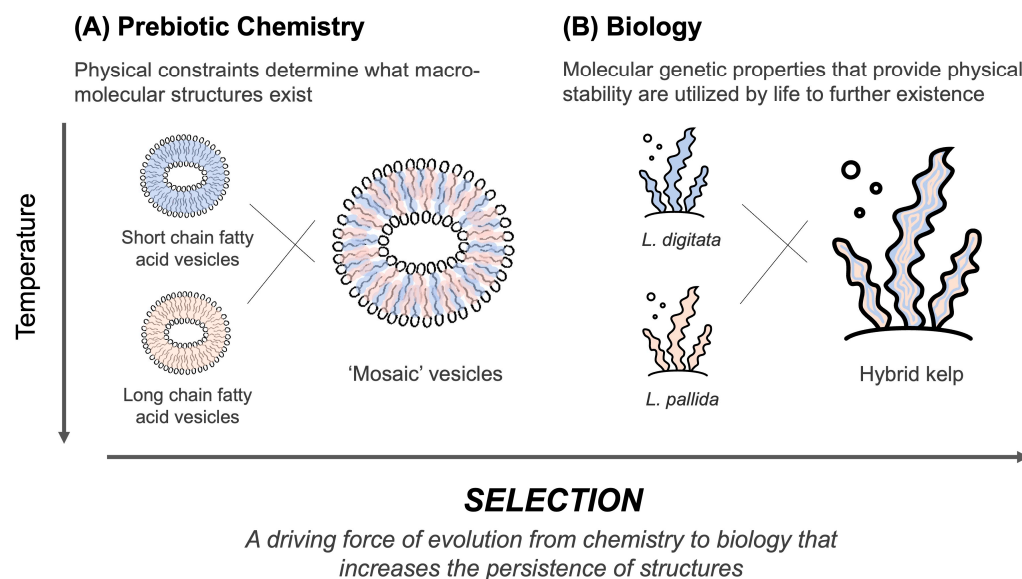 (A) Prebiotic Chemistry
Physical constraints determine what macro-
molecular structures exist
Temperature
Short chain fatty
acid vesicles
Long chain fatty
acid vesicles
'Mosaic' vesicles
(B) Biology
Molecular genetic properties that provide physical
stability are utilized by life to further existence
L. digitata
L. pallida
Hybrid kelp
SELECTION
A driving force of evolution from chemistry to biology that
increases the persistence of structures